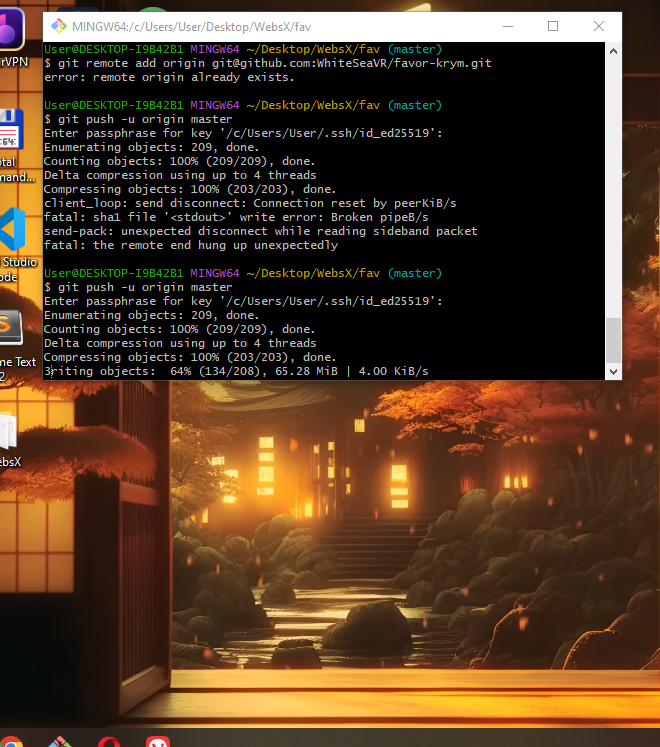 MINGW64:/c/Users/User/Desktop/WebsX/fav
User@DESKTOP-I9B42B1 MINGW64 ~/Desktop/WebsX/fav (master)
$ git remote add origin git@github.com:WhiteSeaVR/favor-krym.git
error: remote origin already exists.
User@DESKTOP-I9B42B1 MINGW64 ~/Desktop/WebsX/fav (master)
$ git push -u origin master
Enter passphrase for key '/c/Users/User/.ssh/id_ed25519':
Enumerating objects: 209, done.
Counting objects: 100% (209/209), done.
Delta compression using up to 4 threads
Compressing objects: 100% (203/203), done.
client_loop: send disconnect: Connection reset by peerKiB/s
fatal: sha1 file '<stdout>' write error: Broken pipeB/s
send-pack: unexpected disconnect while reading sideband packet
fatal: the remote end hung up unexpectedly
User@DESKTOP-I9B42B1 MINGW64 ~/Desktop/WebsX/fav (master)
$ git push -u origin master
Enter passphrase for key '/c/Users/User/.ssh/id_ed25519':
Enumerating objects: 209, done.
Counting objects: 100% (209/209), done.
Delta compression using up to 4 threads
Compressing objects: 100% (203/203), done.
3riting objects:  64% (134/208), 65.28 MiB | 4.00 KiB/s
rVPN
64:
otal
mand...
Studio
ode
me Text
2
ebsX